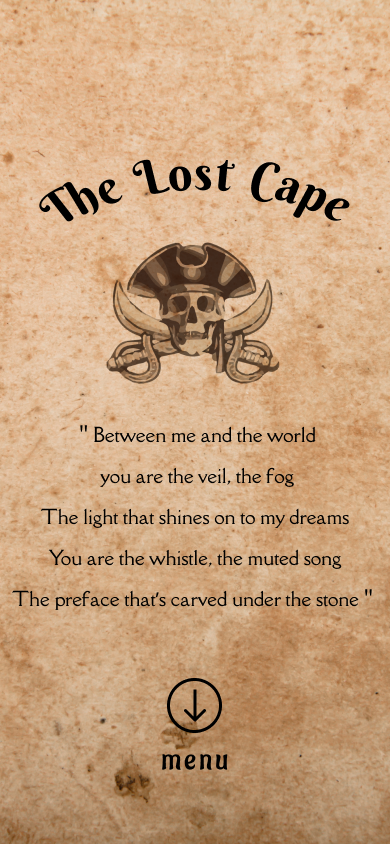 The Lost Cape
" Between me and the world
you are the veil, the fog
The light that shines on to my dreams
You are the whistle, the muted song
The preface that's carved under the stone "
menu